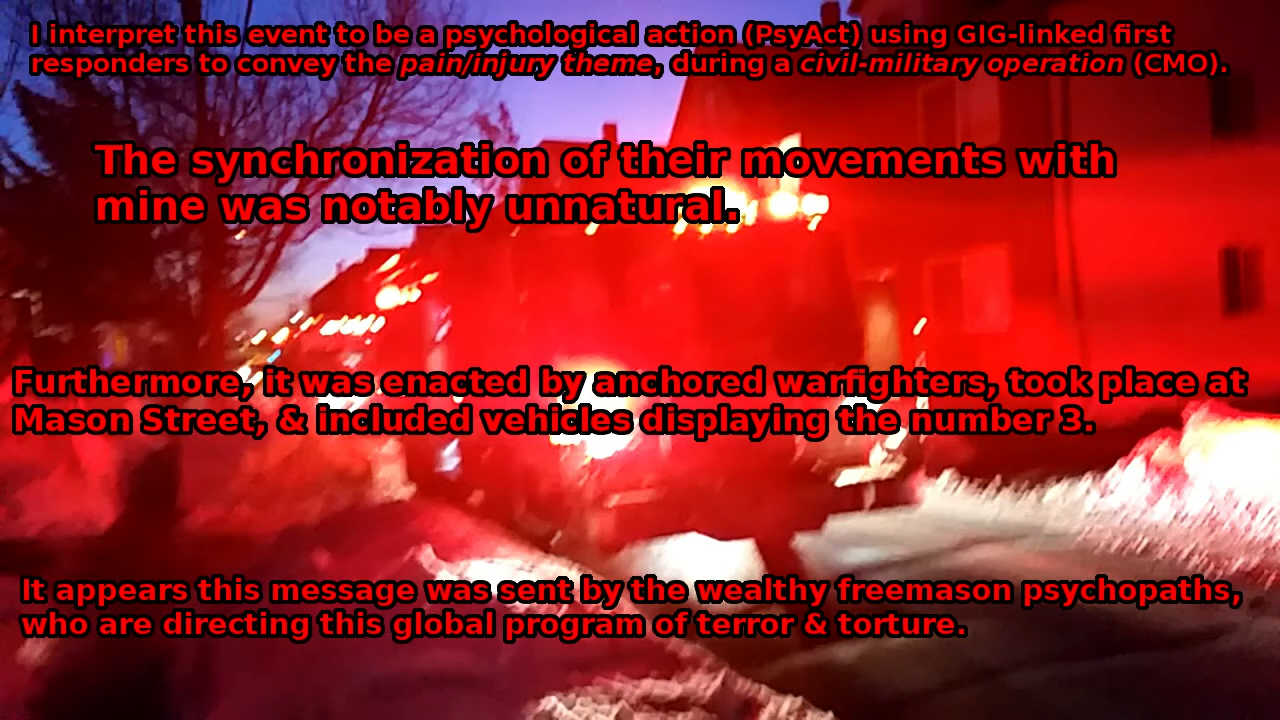 I interpret this event to be a psychological action (PsyAct) using GIG-linked first
responders to convey the pain/injury theme, during a civil-military operation (CMO).
The synchronization of their movements with
mine was notably unnatural.
Furthermore, it was enacted by anchored warfighters, took place at
Mason Street, & included vehicles displaying the number 3.
It appears this message was sent by the wealthy freemason psychopaths,
who are directing this global program of terror & torture.